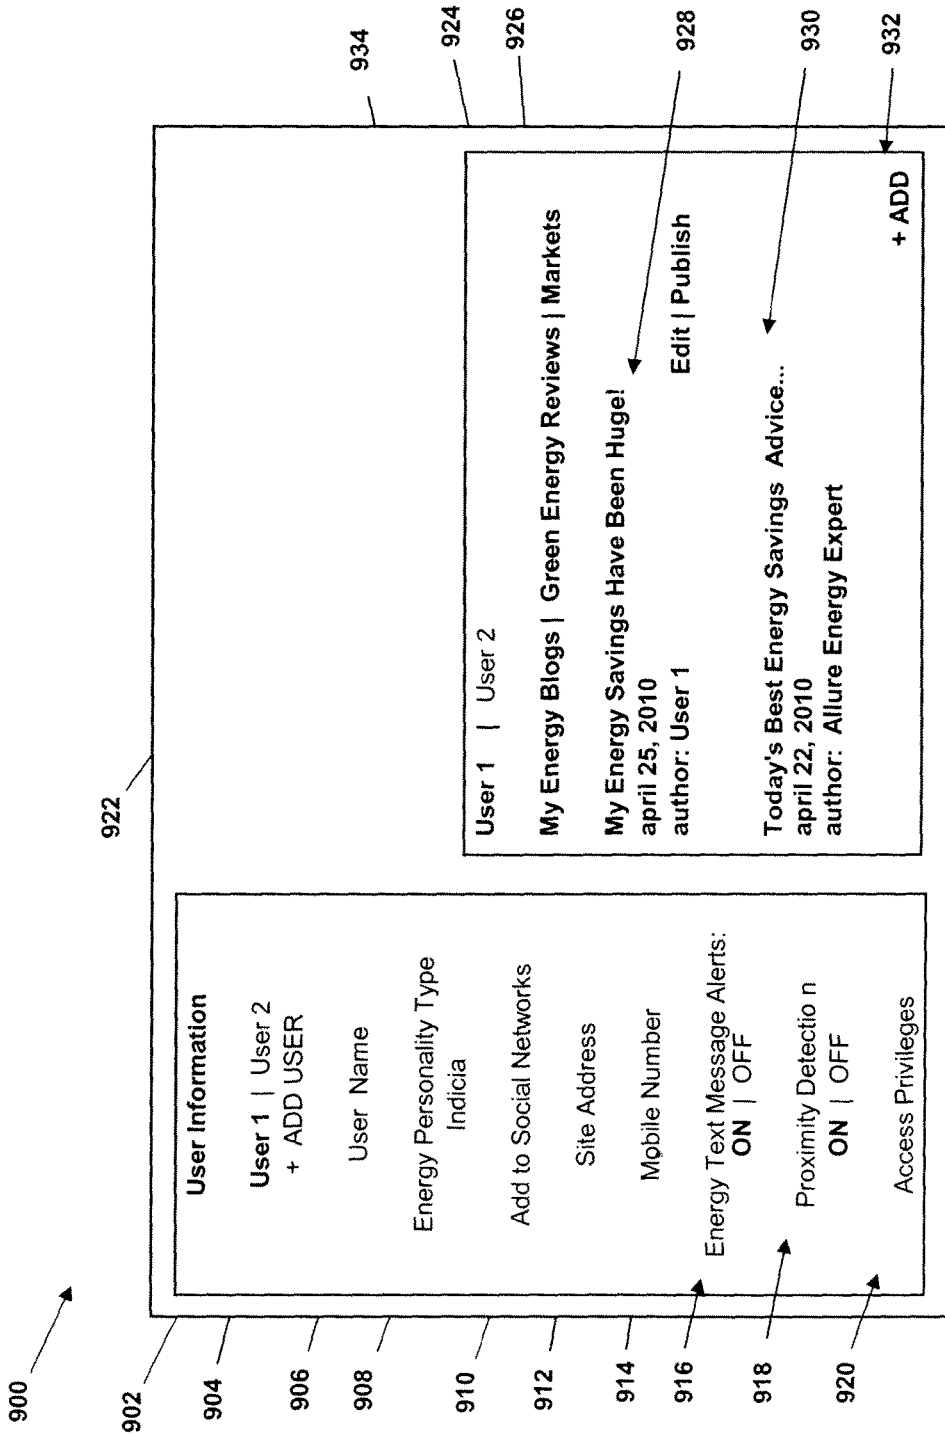 900
922
902
904
906
908
910
912
914
916
918
920
User Information
User 1 | User 2
+ ADD USER
User Name
Energy Personality Type
Indicia
Add to Social Networks
Site Address
Mobile Number
Energy Text Message Alerts:
ON | OFF
Proximity Detectio n
ON | OFF
Access Privileges
User 1 | User 2
My Energy Blogs | Green Energy Reviews | Markets
My Energy Savings Have Been Huge!
april 25, 2010
author: User 1
Edit | Publish
Today's Best Energy Savings Advice...
april 22, 2010
author: Allure Energy Expert
+ ADD
934
924
926
928
930
932